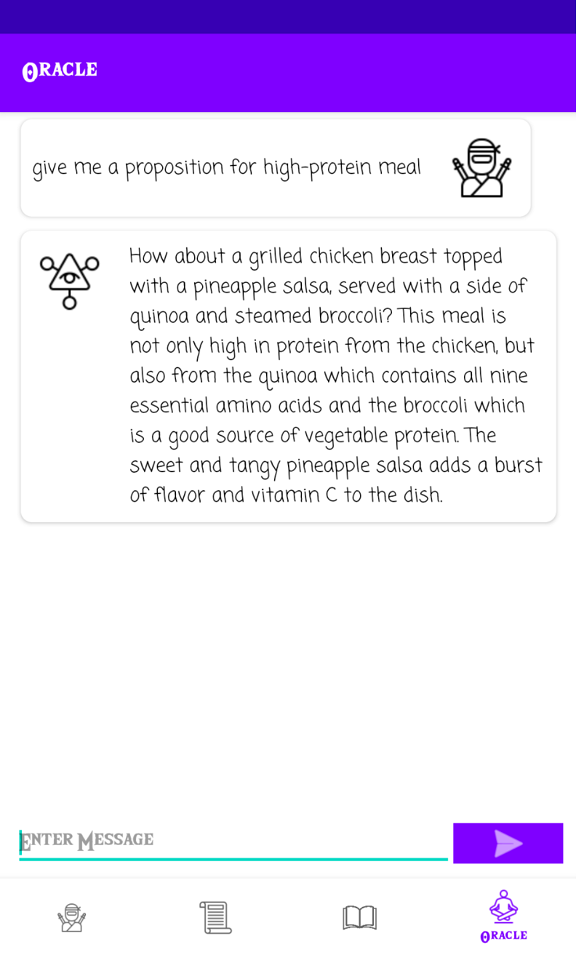 Oracle
give me a proposition for high-protein meal
How about a grilled chicken breast topped
with a pineapple salsa, served with a side of
quinoa and steamed broccoli? This meal is
not only high in protein from the chicken, but
also from the quinoa which contains all nine
essential amino acids and the broccoli which
is a good source of vegetable protein. The
sweet and tangy pineapple salsa adds a burst
of flavor and vitamin C to the dish.
Enter Message
Oracle